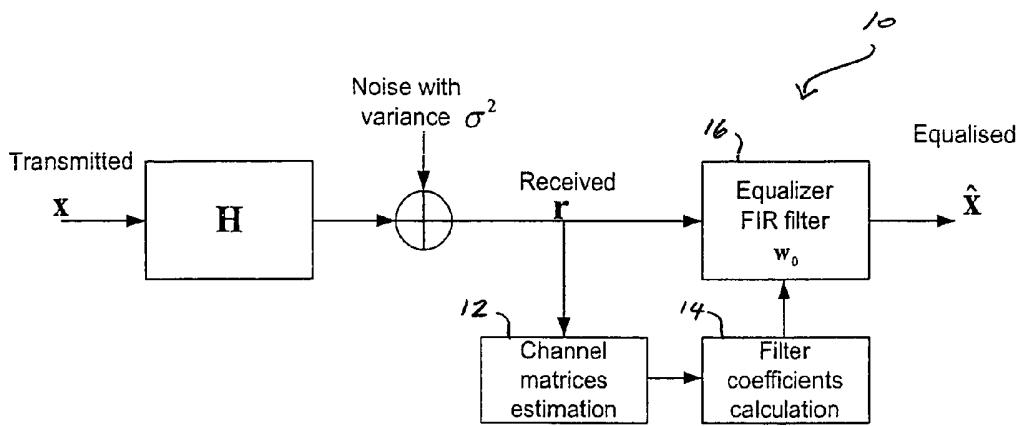 10
Noise with
variance σ²
16
Equalised
Transmitted
Received
x
H
r
Equalizer
FIR filter
w₀
x̂
12
14
Channel
matrices
estimation
Filter
coefficients
calculation